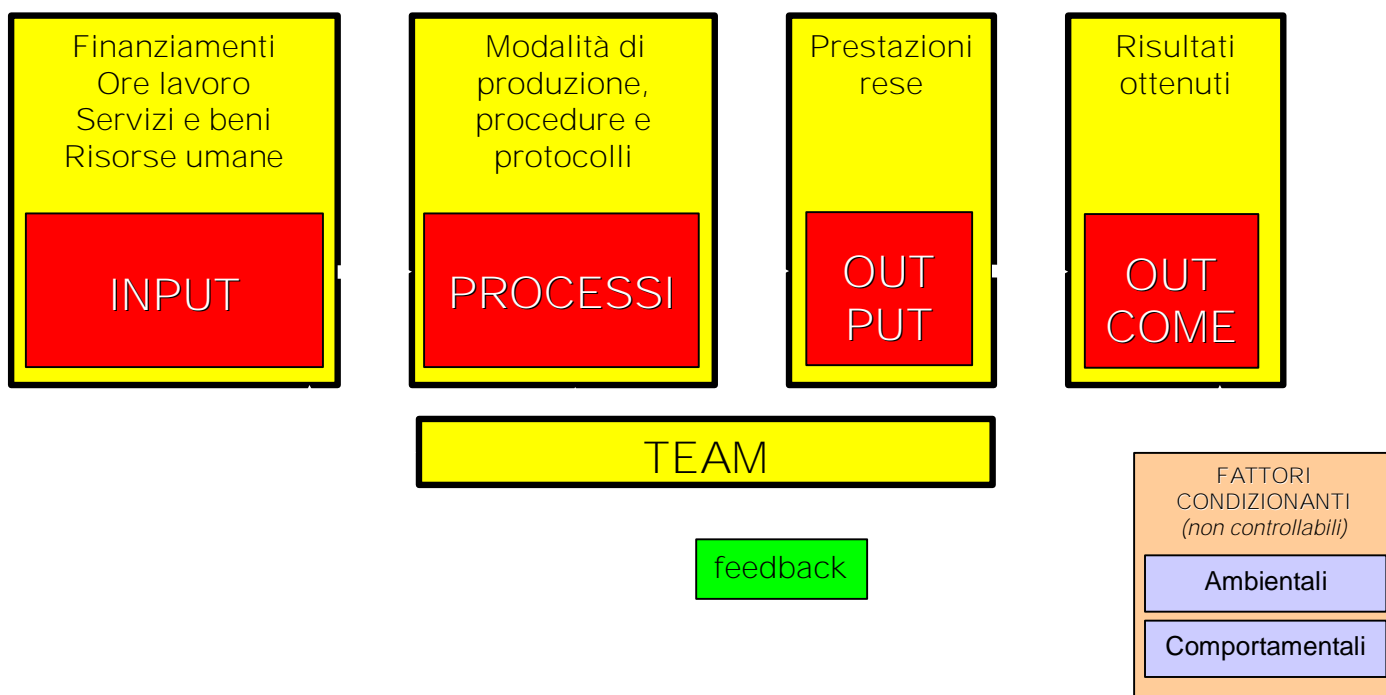 Finanziamenti
Ore lavoro
Servizi e beni
Risorse umane
INPUT
Modalità di
produzione,
procedure e
protocolli
PROCESSI
Prestazioni
rese
OUT
PUT
Risultati
ottenuti
OUT
COME
TEAM
feedback
FATTORI
CONDIZIONANTI
(non controllabili)
Ambientali
Comportamentali